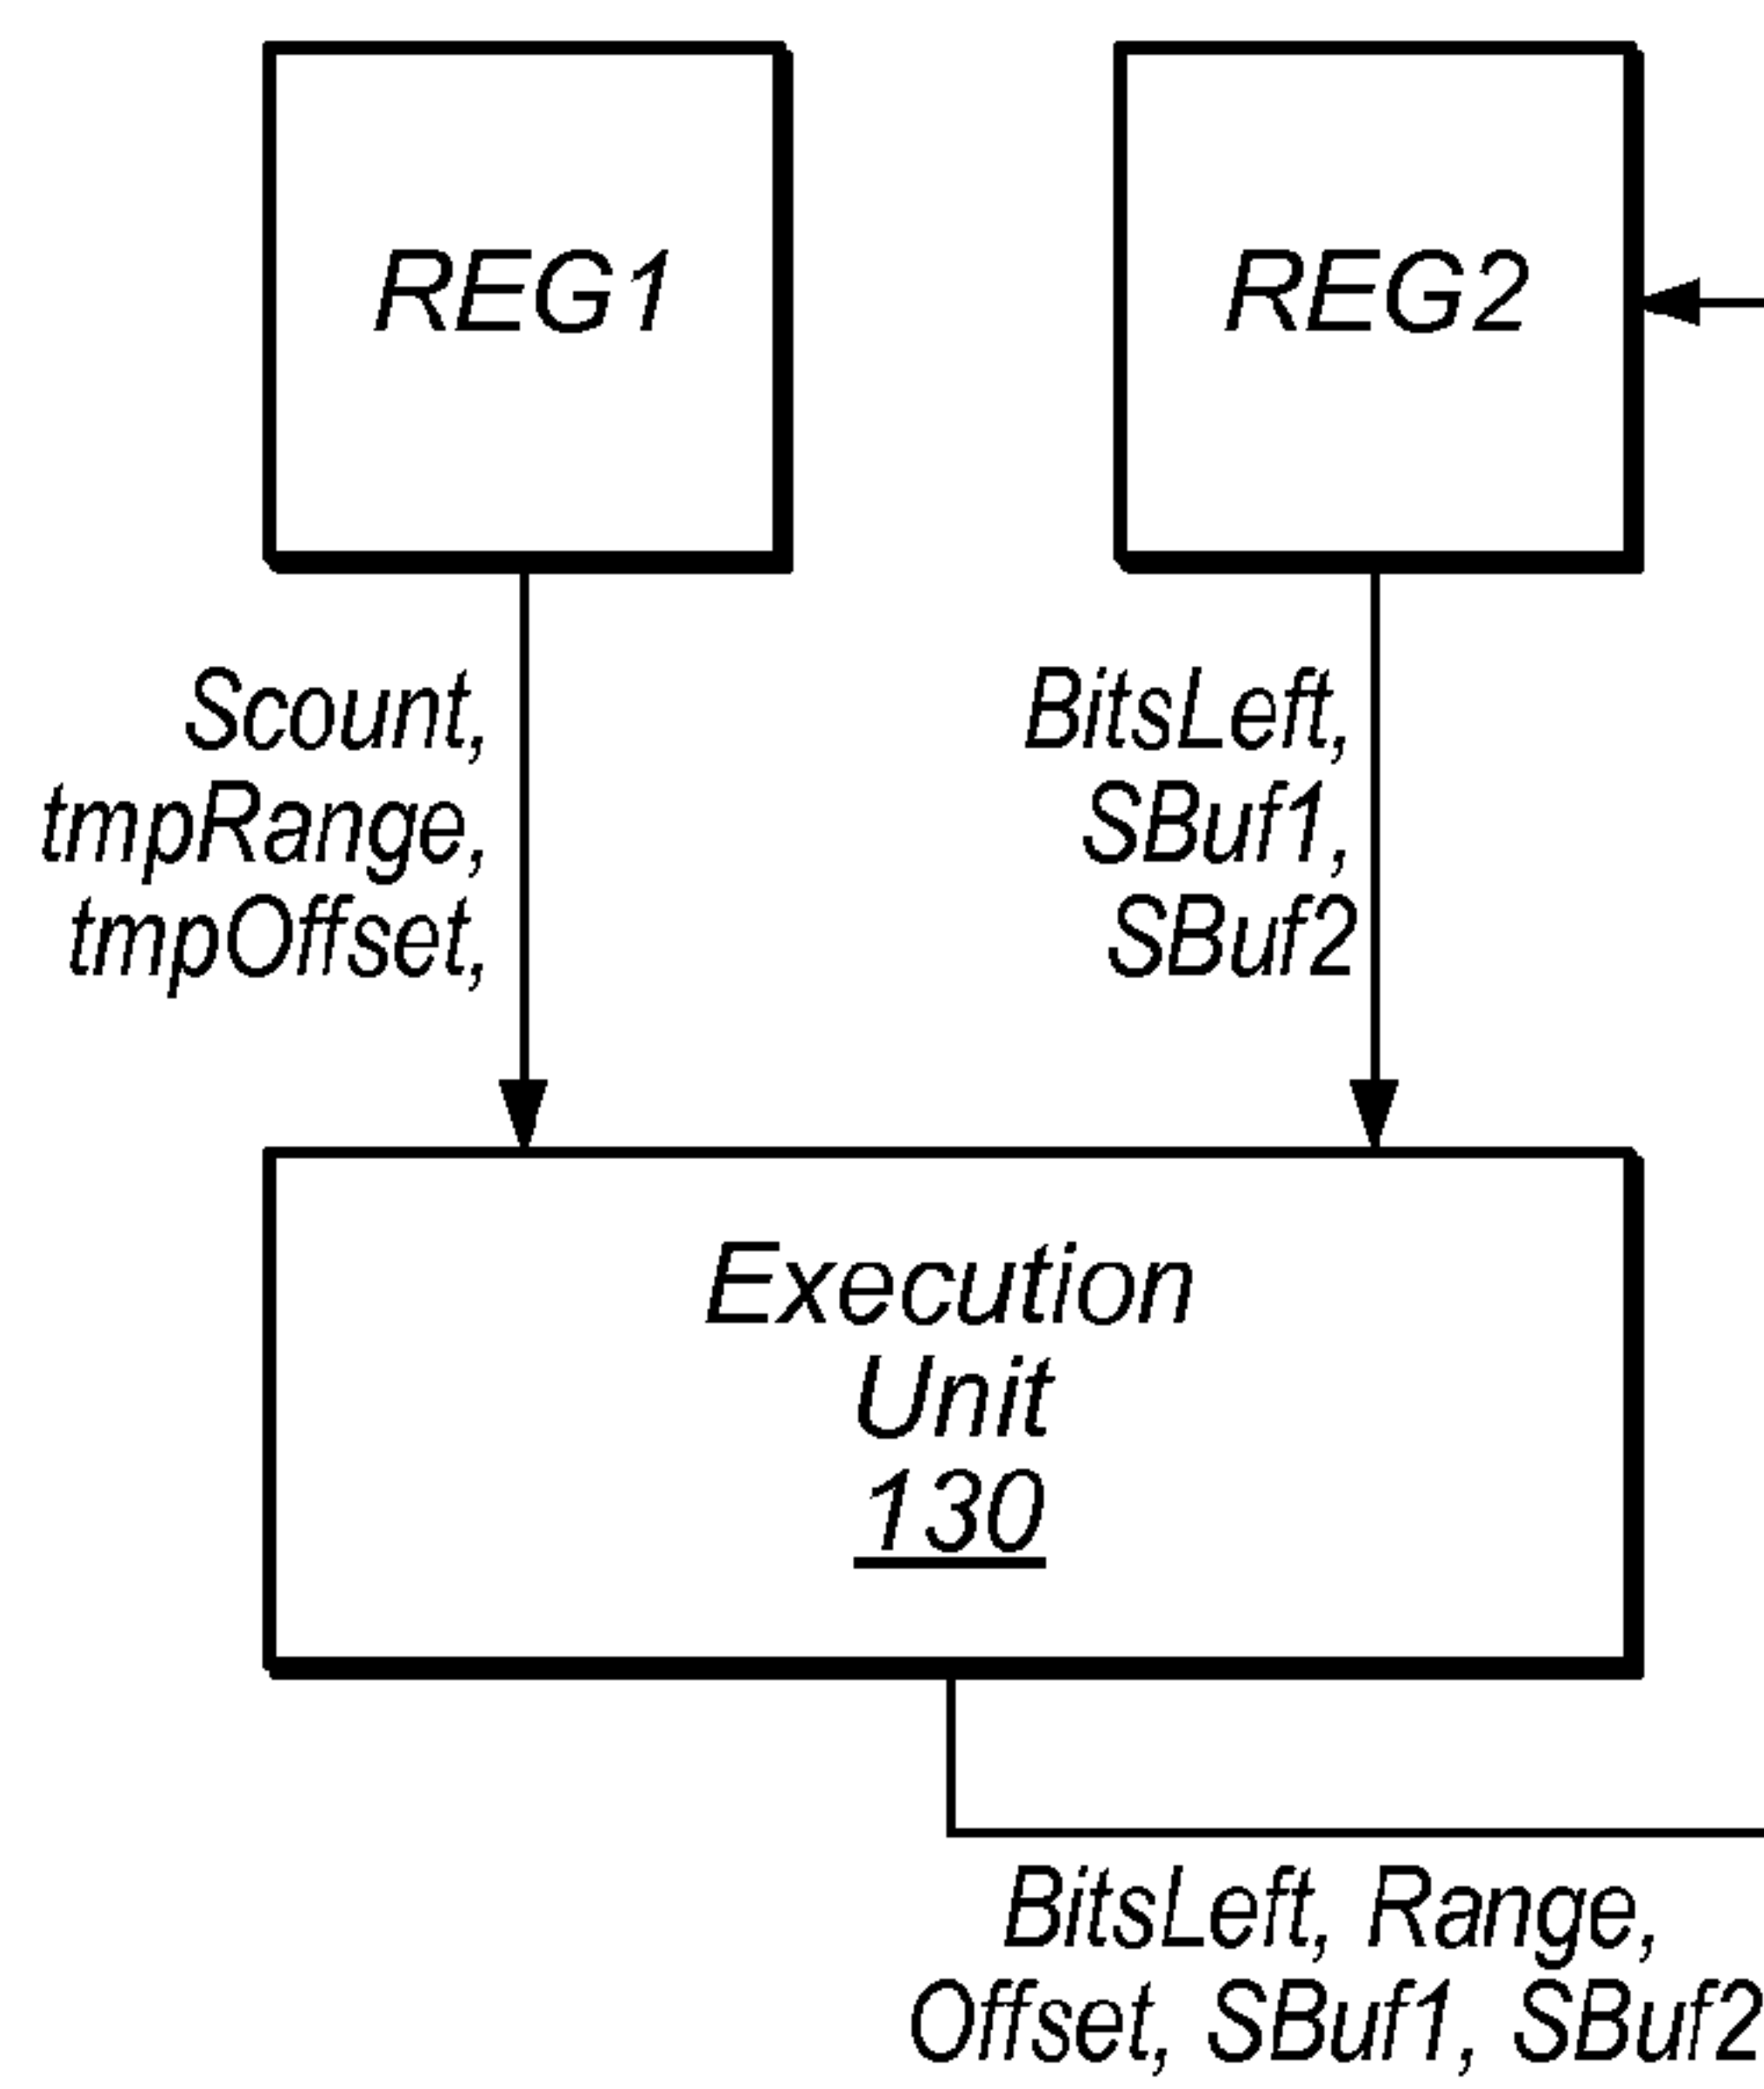 REG1
REG2
Scount,
tmpRange,
tmpOffset,
BitsLeft,
SBuf1,
SBuf2
Execution
Unit
130
BitsLeft, Range,
Offset, SBuf1, SBuf2